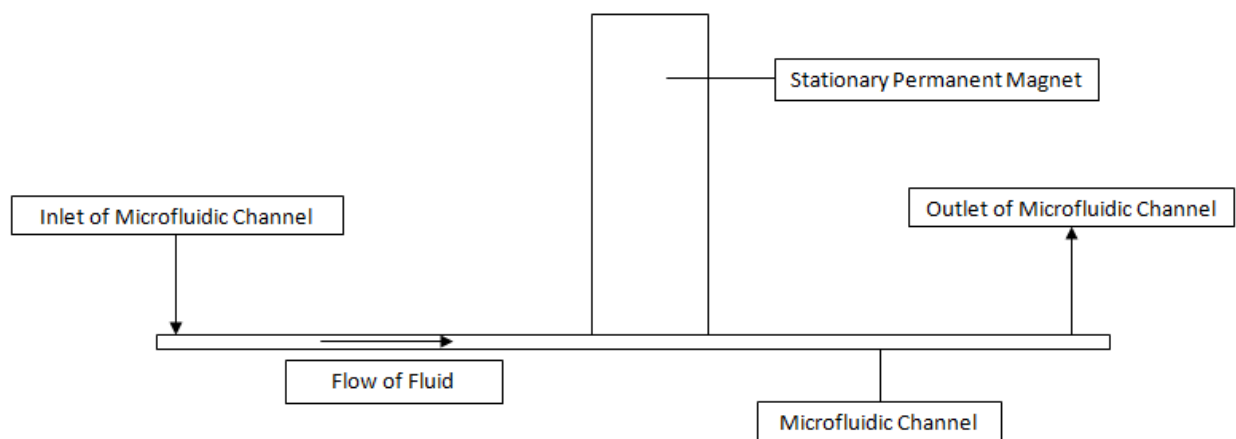 Stationary Permanent Magnet
Inlet of Microfluidic Channel
Outlet of Microfluidic Channel
Flow of Fluid
Microfluidic Channel